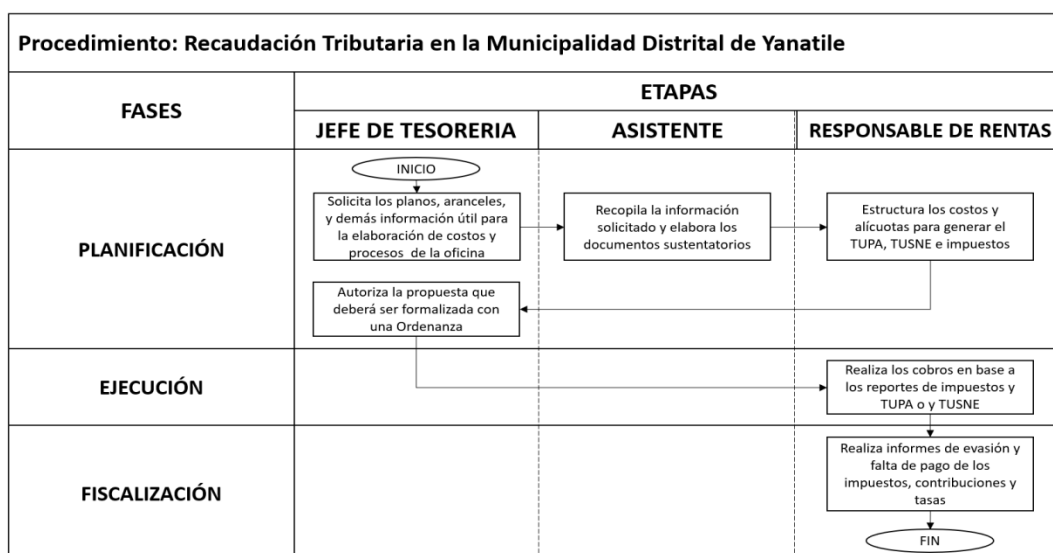 Procedimiento: Recaudación Tributaria en la Municipalidad Distrital de Yanatile
FASES
ETAPAS
JEFE DE TESORERIA
ASISTENTE
RESPONSABLE DE RENTAS
PLANIFICACIÓN
INICIO
Solicita los planos, aranceles,
y demás información útil para
la elaboración de costos y
procesos de la oficina
Recopila la información
solicitado y elabora los
documentos sustentatorios
Estructura los costos y
alícuotas para generar el
TUPA, TUSNE e impuestos
Autoriza la propuesta que
deberá ser formalizada con
una Ordenanza
EJECUCIÓN
Realiza los cobros en base a
los reportes de impuestos y
TUPA o y TUSNE
FISCALIZACIÓN
Realiza informes de evasión y
falta de pago de los
impuestos, contribuciones y
tasas
FIN